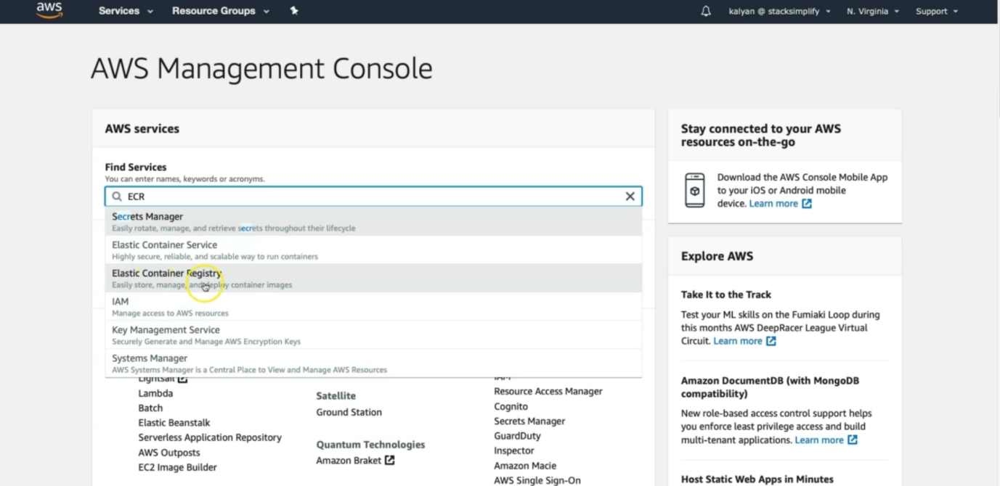 aws
Services
Resource Groups
kalyan @ stacksimplify
N. Virginia
Support
AWS Management Console
AWS services
Find Services
You can enter names, keywords or acronyms.
ECR
Secrets Manager
Easily rotate, manage, and retrieve secrets throughout their lifecycle
Elastic Container Service
Highly secure, reliable, and scalable way to run containers
Elastic Container Registry
Easily store, manage, and deploy container images
IAM
Manage access to AWS resources
Key Management Service
Securely Generate and Manage AWS Encryption Keys
Systems Manager
AWS Systems Manager is a Central Place to View and Manage AWS Resources
Lightsail
Lambda
Batch
Elastic Beanstalk
Serverless Application Repository
AWS Outposts
EC2 Image Builder
Satellite
Ground Station
Quantum Technologies
Amazon Braket
IAM
Resource Access Manager
Cognito
Secrets Manager
GuardDuty
Inspector
Amazon Macie
AWS Single Sign-On
Stay connected to your AWS
resources on-the-go
Download the AWS Console Mobile App
to your iOS or Android mobile
device. Learn more
Explore AWS
Take It to the Track
Test your ML skills on the Fumiaki Loop during
this months AWS DeepRacer League Virtual
Circuit. Learn more
Amazon DocumentDB (with MongoDB
compatibility)
New role-based access control support helps
you enforce least privilege access and build
multi-tenant applications. Learn more
Host Static Web Apps in Minutes